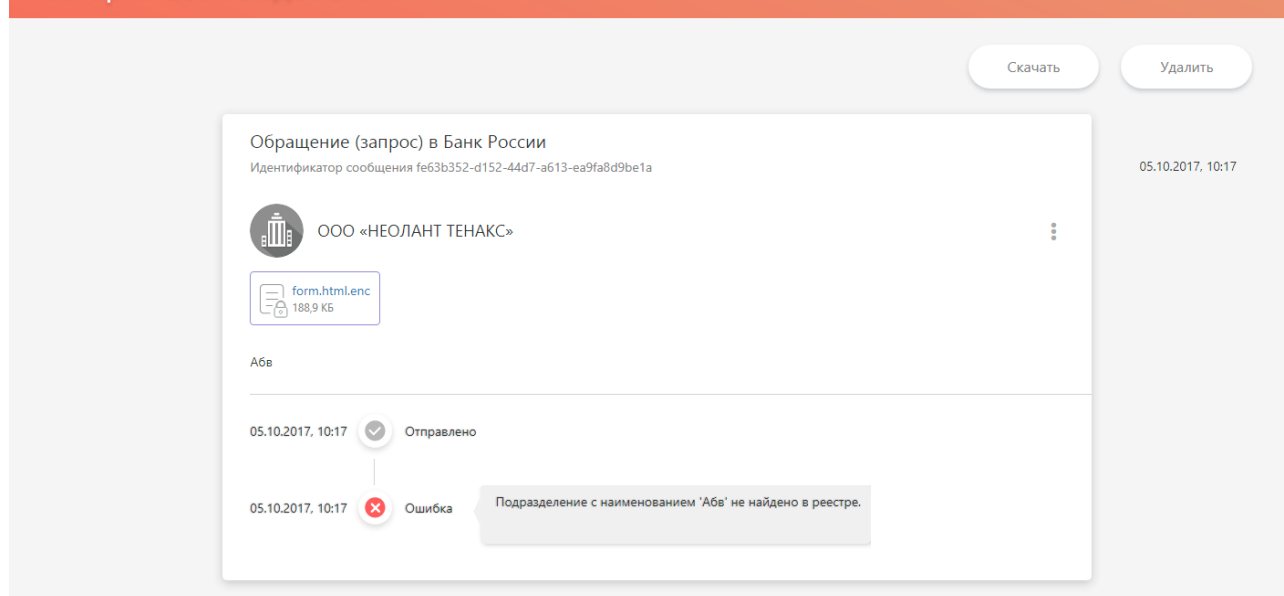 Скачать
Удалить
Обращение (запрос) в Банк России
Идентификатор сообщения fe63b352-d152-44d7-a613-ea9fa8d9be1a
05.10.2017, 10:17
ООО «НЕОЛАНТ ТЕНАКС»
form.html.enc
188,9 КБ
Абв
05.10.2017, 10:17 Отправлено
05.10.2017, 10:17 Ошибка Подразделение с наименованием 'Абв' не найдено в реестре.